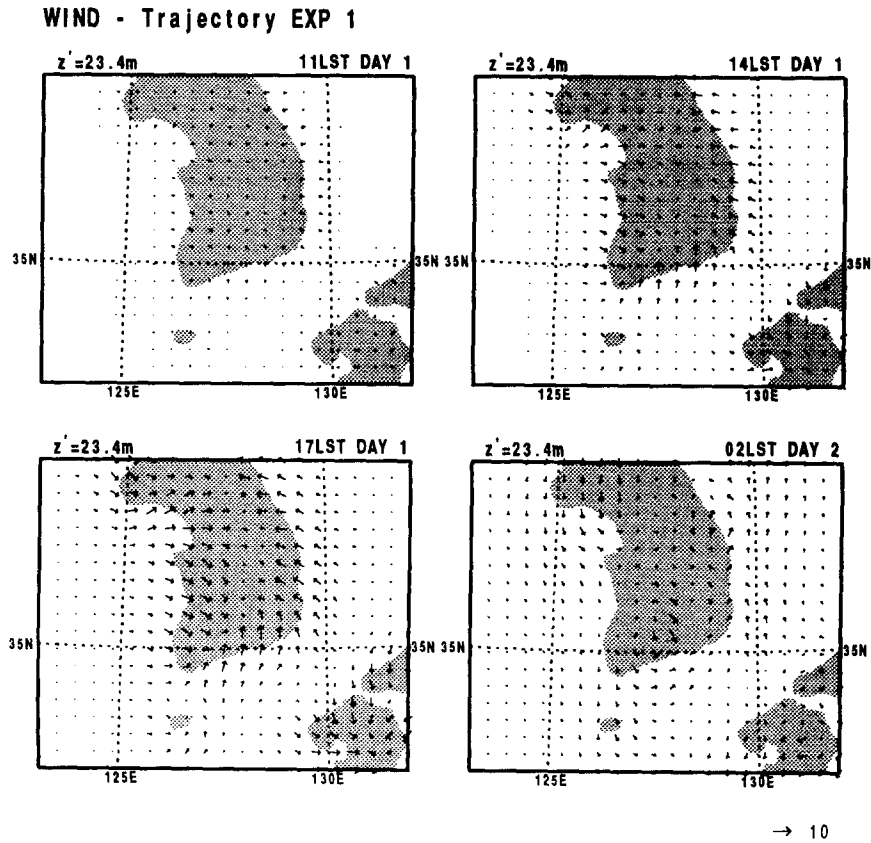 WIND - Trajectory EXP 1
z'=23.4m 11LST DAY 1
z'=23.4m 14LST DAY 1
35N 35N 35N
125E 130E
125E 130E
z'=23.4m 17LST DAY 1
z'=23.4m 02LST DAY 2
35N 35N 35N
125E 130E
125E 130E
→ 10